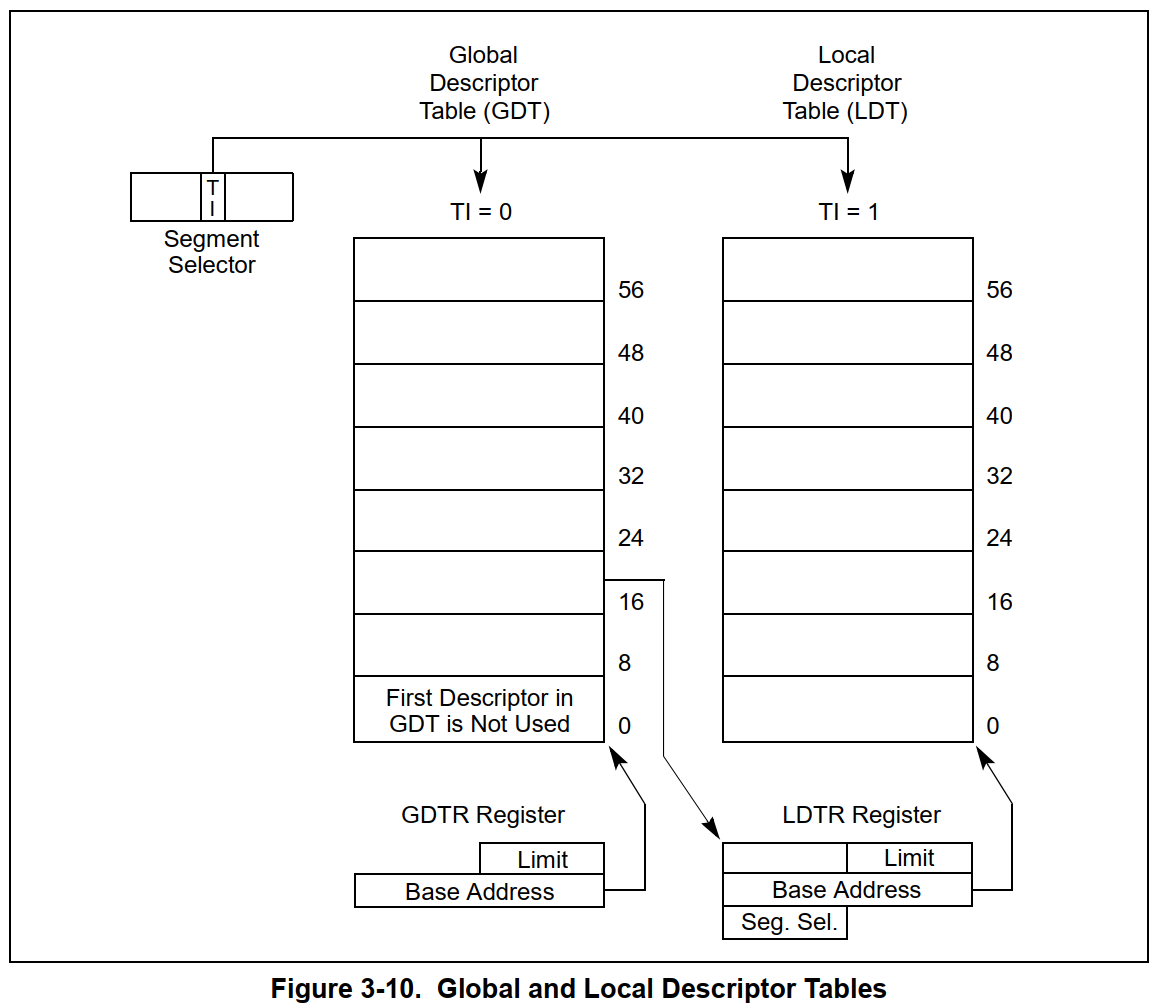 Global
Descriptor
Table (GDT)
Local
Descriptor
Table (LDT)
T
I
Segment
Selector
TI = 0
TI = 1
56
56
48
48
40
40
32
32
24
24
16
16
8
8
First Descriptor in
GDT is Not Used
0
0
GDTR Register
LDTR Register
Limit
Base Address
Limit
Base Address
Seg. Sel.
Figure 3-10. Global and Local Descriptor Tables